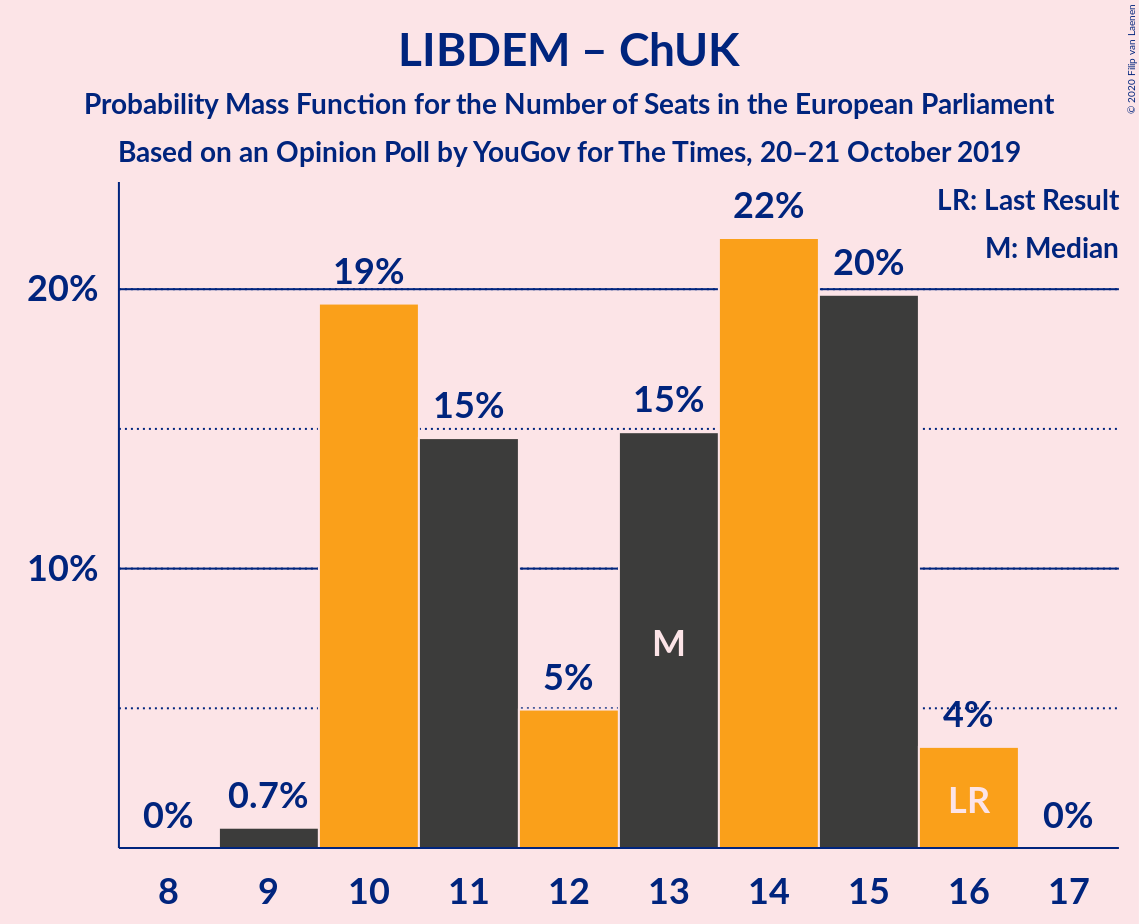 LIBDEM – ChUK
Probability Mass Function for the Number of Seats in the European Parliament
Based on an Opinion Poll by YouGov for The Times, 20–21 October 2019
© 2020 Filip van Laenen
LR: Last Result
M: Median
20%
10%
0%
0.7%
19%
15%
5%
15%
22%
20%
4%
0%
M
LR
8 9 10 11 12 13 14 15 16 17